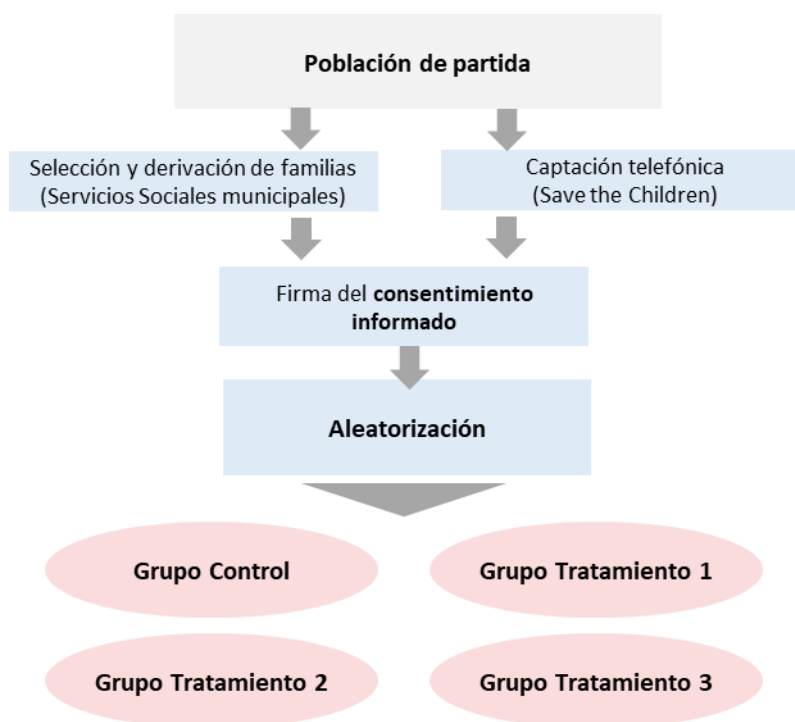 Población de partida
Selección y derivación de familias
(Servicios Sociales municipales)
Captación telefónica
(Save the Children)
Firma del consentimiento
informado
Aleatorización
Grupo Control
Grupo Tratamiento 1
Grupo Tratamiento 2
Grupo Tratamiento 3